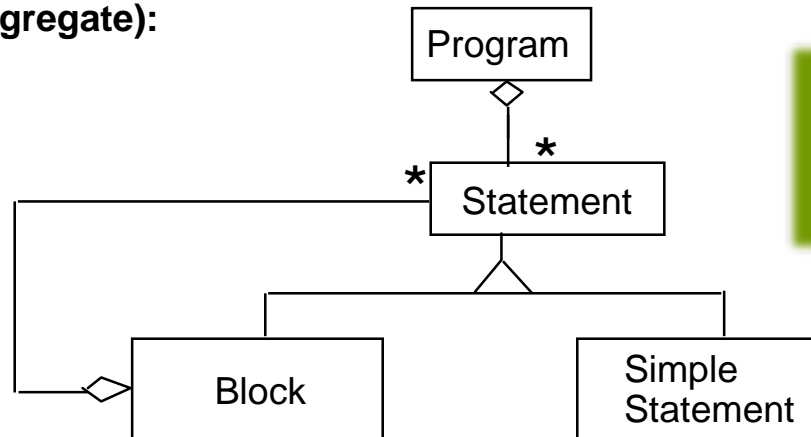 gregate):
Program
*
*
Statement
Block
Simple
Statement